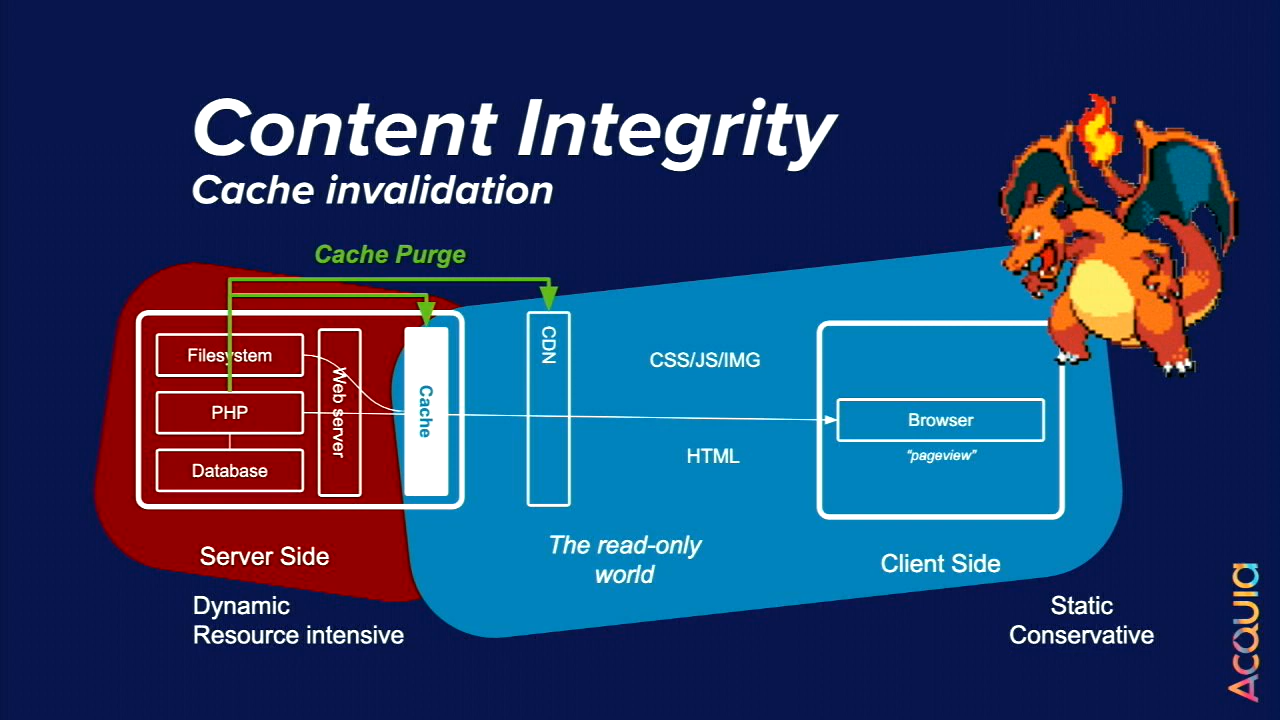 Content Integrity
Cache invalidation
Cache Purge
Filesystem
PHP
Database
Web server
Cache
CDN
CSS/JS/IMG
HTML
Browser
"pageview"
Server Side
The read-only
world
Client Side
Dynamic
Resource intensive
Static
Conservative
Acquia